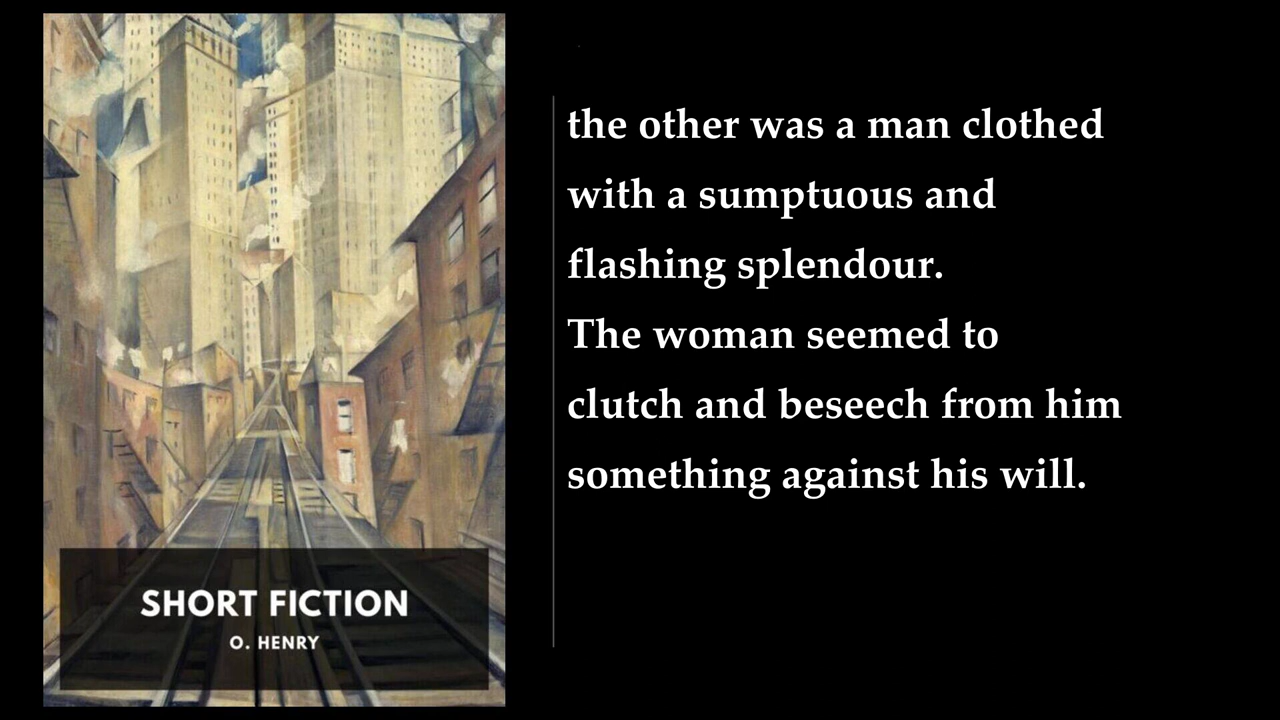 the other was a man clothed
with a sumptuous and
flashing splendour.
The woman seemed to
clutch and beseech from him
something against his will.
SHORT FICTION
O. HENRY